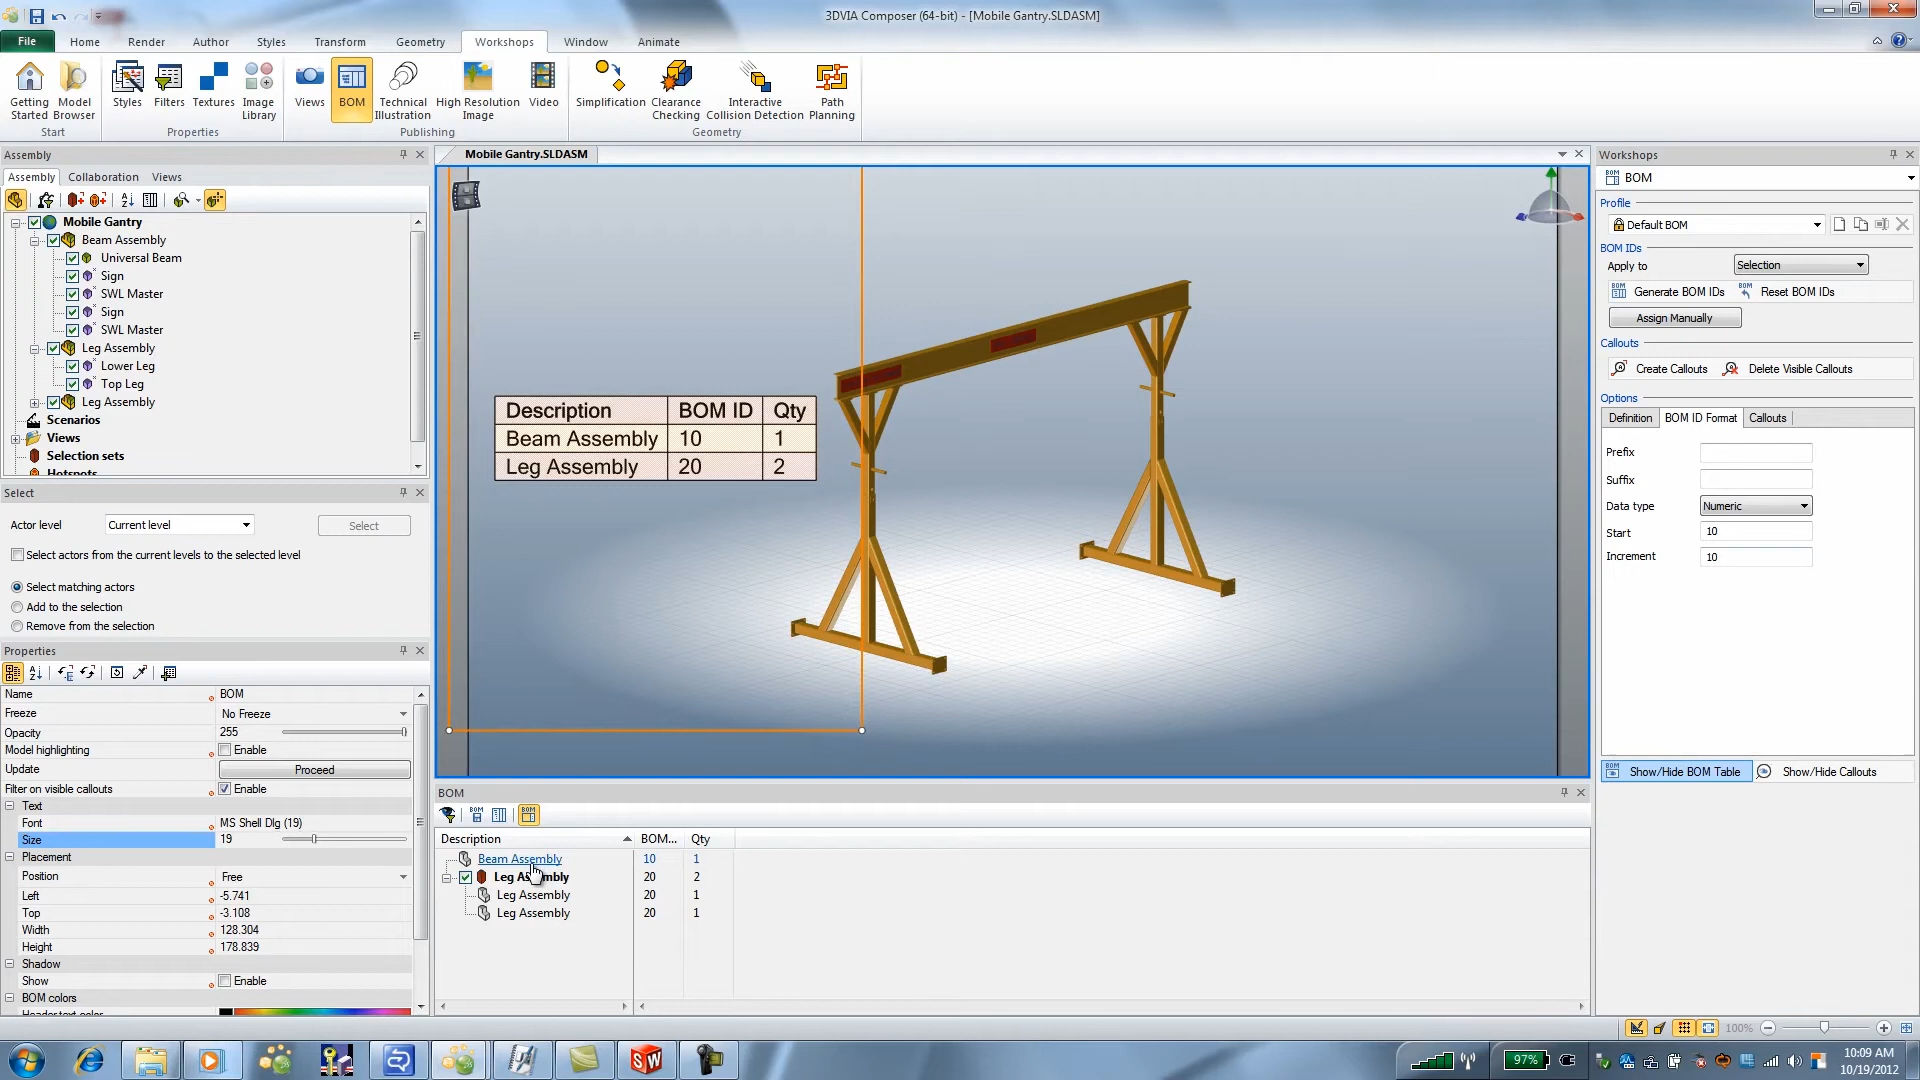 3DVIA Composer (64-bit) - [Mobile Gantry.SLDASM]
File Home Render Author Styles Transform Geometry Workshops Window Animate
Getting Started Model Browser Styles Filters Textures Image Library Views BOM Technical Illustration High Resolution Image Video Simplification Clearance Checking Interactive Collision Detection Path Planning
Start Properties Publishing Geometry
Assembly
Assembly Collaboration Views
Mobile Gantry
Beam Assembly
Universal Beam
Sign
SWL Master
Sign
SWL Master
Leg Assembly
Lower Leg
Top Leg
Leg Assembly
Scenarios
Views
Selection sets
Hotspots
Select
Actor level Current level Select
Select actors from the current levels to the selected level
Select matching actors
Add to the selection
Remove from the selection
Properties
Name BOM
Freeze No Freeze
Opacity 255
Model highlighting Enable
Update Proceed
Filter on visible callouts Enable
Text
Font MS Shell Dlg (19)
Size 19
Placement
Position Free
Left -5.741
Top -3.108
Width 128.304
Height 178.839
Shadow
Show Enable
BOM colors
Header text color
Mobile Gantry.SLDASM
Description BOM ID Qty
Beam Assembly 10 1
Leg Assembly 20 2
BOM
Description BOM... Qty
Beam Assembly 10 1
Leg Assembly 20 2
Leg Assembly 20 1
Leg Assembly 20 1
Workshops
BOM
Profile
Default BOM
BOM IDs
Apply to Selection
Generate BOM IDs Reset BOM IDs
Assign Manually
Callouts
Create Callouts Delete Visible Callouts
Options
Definition BOM ID Format Callouts
Prefix
Suffix
Data type Numeric
Start 10
Increment 10
Show/Hide BOM Table Show/Hide Callouts
100%
97%
10:09 AM
10/19/2012